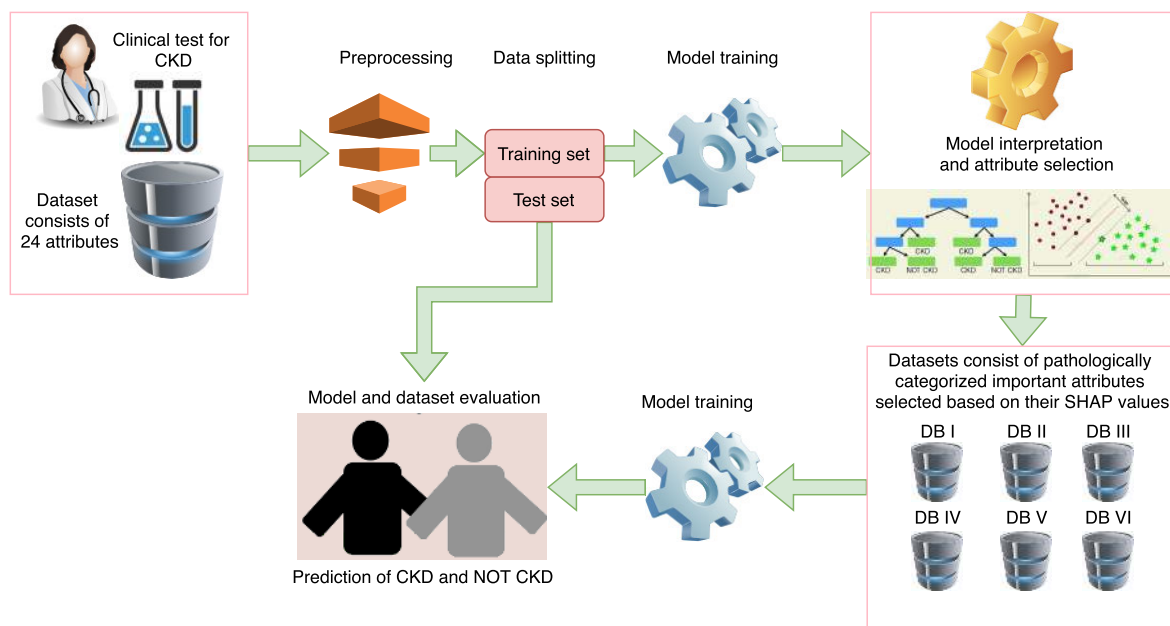 Clinical test for
CKD
Dataset
consists of
24 attributes
Preprocessing
Data splitting
Training set
Test set
Model training
Model interpretation
and attribute selection
CKD
CKD
CKD
NOT CKD
CKD
NOT CKD
Datasets consist of pathologically
categorized important attributes
selected based on their SHAP values
DB I
DB II
DB III
DB IV
DB V
DB VI
Model training
Model and dataset evaluation
Prediction of CKD and NOT CKD